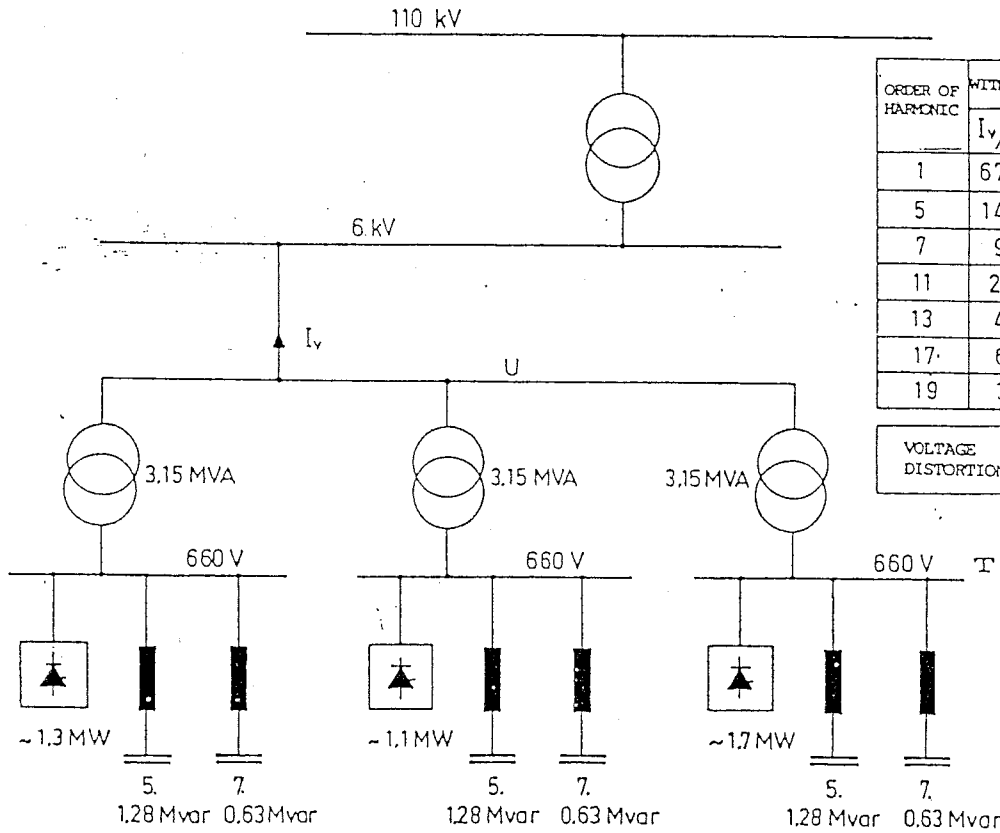 110 kV
ORDER OF
HARMONIC
1
5
7
11
13
17
19
VOLTAGE
DISTORTION
6 kV
Iᵥ
U
3,15 MVA
3,15 MVA
3,15 MVA
660 V
660 V
660 V
T
~1,3 MW
~1,1 MW
~1,7 MW
5.
7.
5.
7.
5.
7.
1,28 Mvar
0,63 Mvar
1,28 Mvar
0,63 Mvar
1,28 Mvar
0,63 Mvar